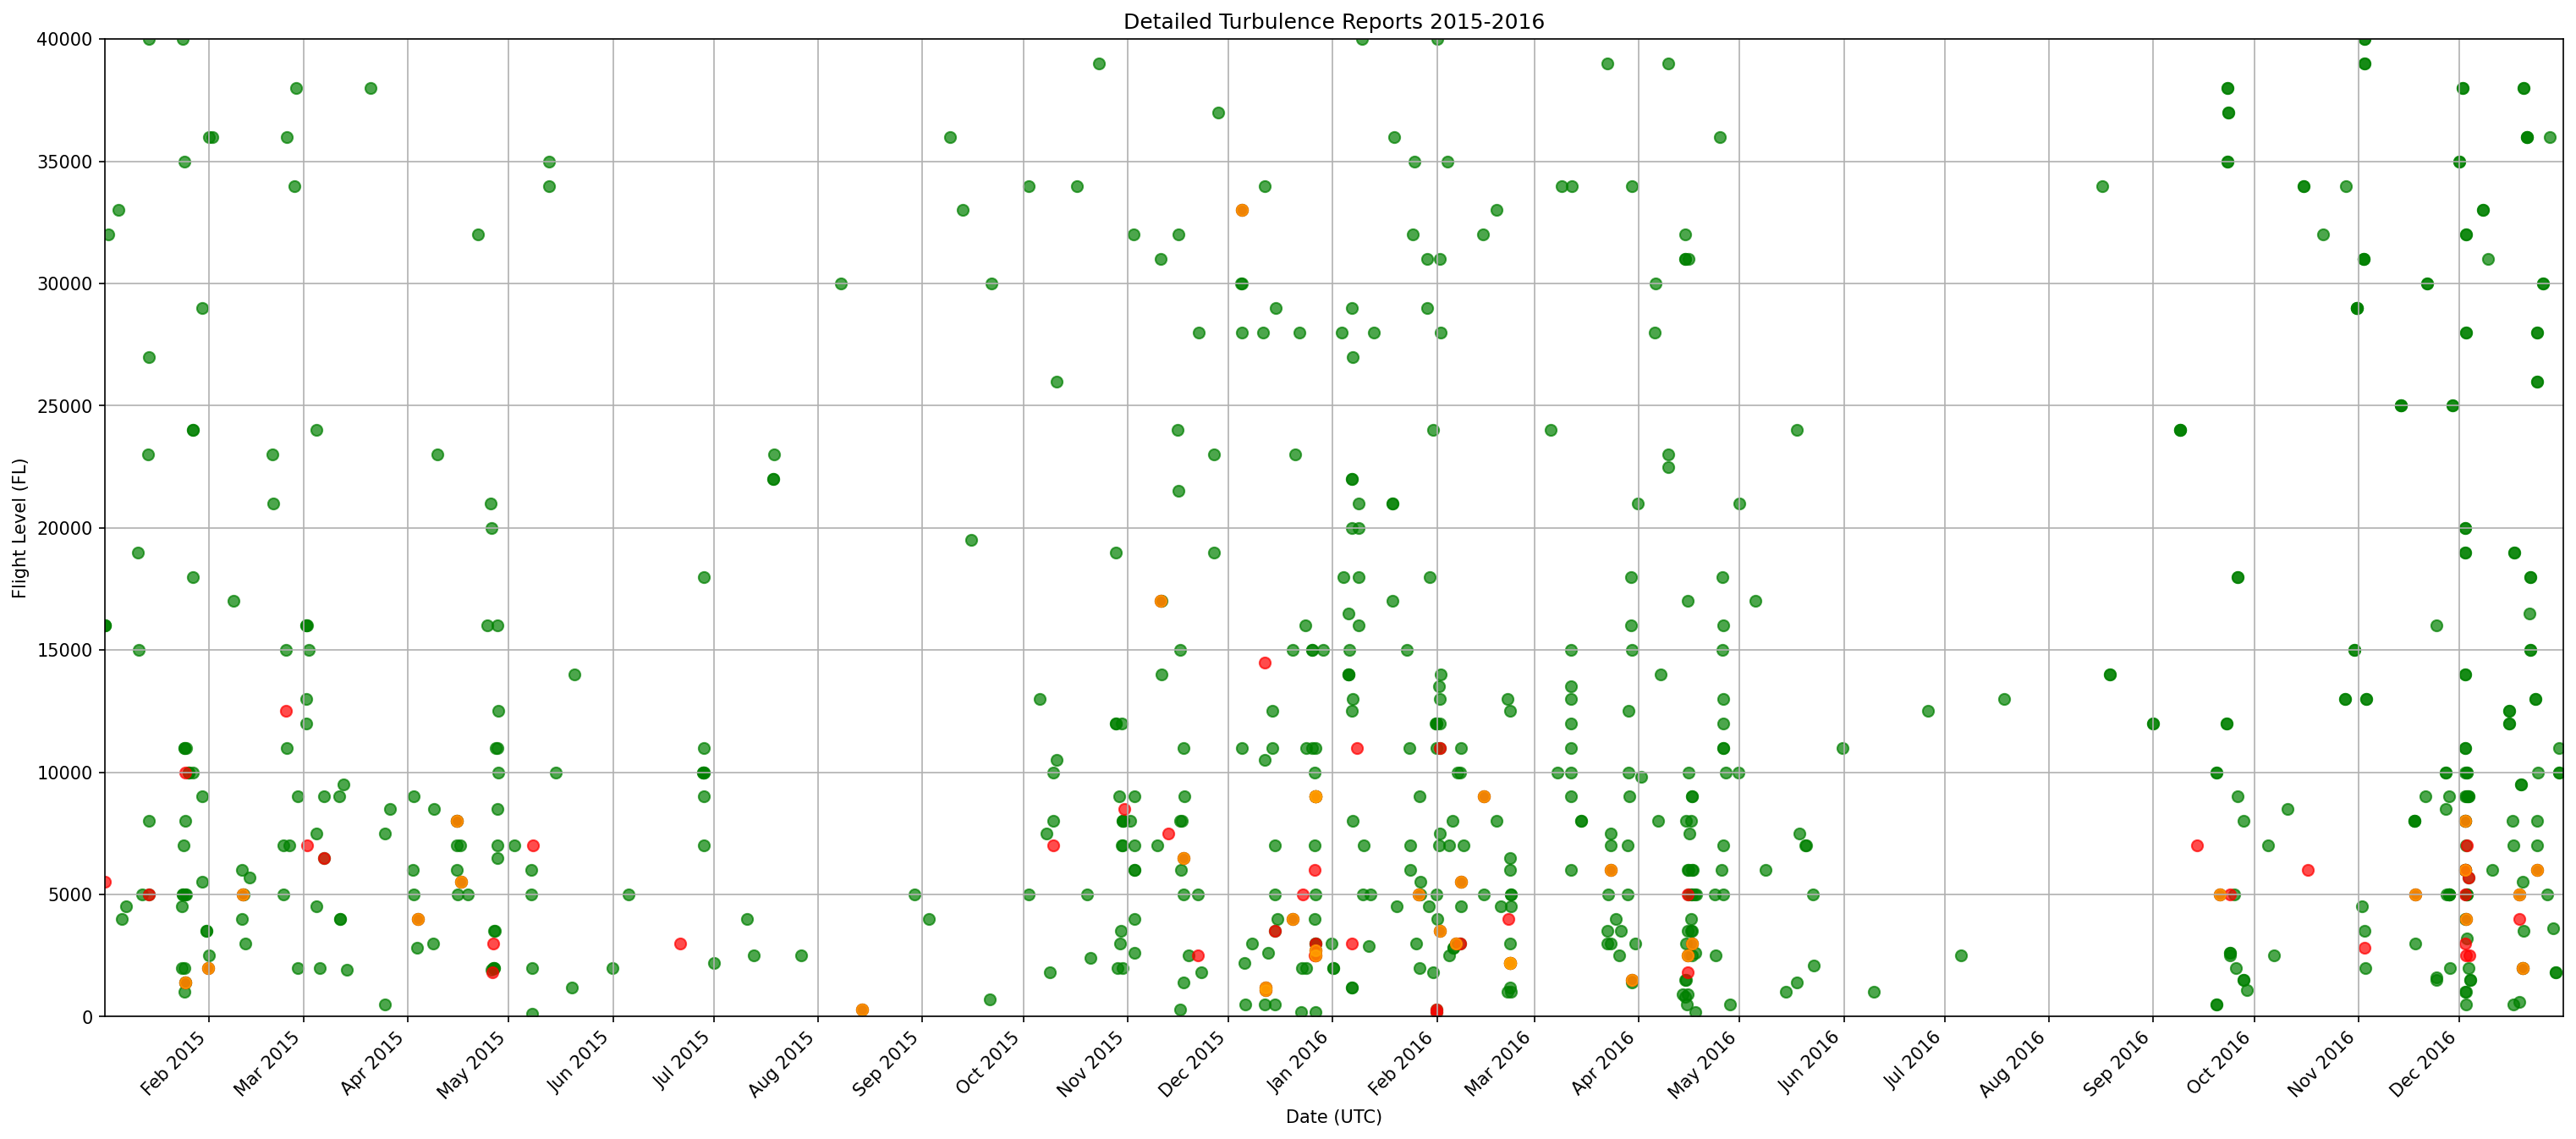 Detailed Turbulence Reports 2015-2016
40000
35000
30000
25000
20000
15000
10000
5000
0
Flight Level (FL)
Feb 2015
Mar 2015
Apr 2015
May 2015
Jun 2015
Jul 2015
Aug 2015
Sep 2015
Oct 2015
Nov 2015
Dec 2015
Jan 2016
Feb 2016
Mar 2016
Apr 2016
May 2016
Jun 2016
Jul 2016
Aug 2016
Sep 2016
Oct 2016
Nov 2016
Dec 2016
Date (UTC)